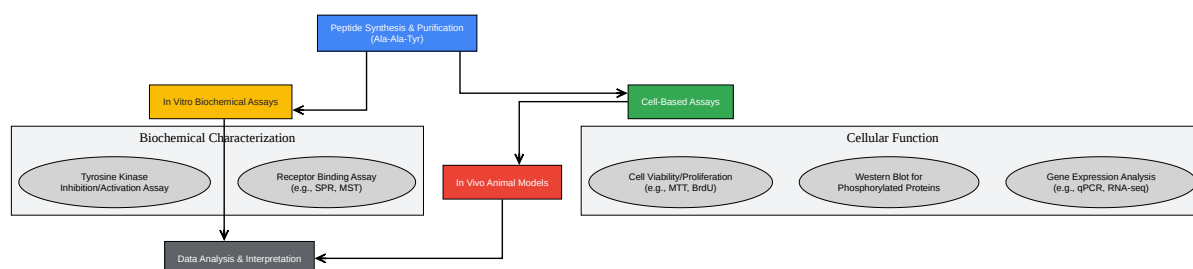 Peptide Synthesis & Purification
(Ala-Ala-Tyr)
In Vitro Biochemical Assays
Cell-Based Assays
Biochemical Characterization
Cellular Function
Tyrosine Kinase
Inhibition/Activation Assay
Receptor Binding Assay
(e.g., SPR, MST)
In Vivo Animal Models
Cell Viability/Proliferation
(e.g., MTT, BrdU)
Western Blot for
Phosphorylated Proteins
Gene Expression Analysis
(e.g., qPCR, RNA-seq)
Data Analysis & Interpretation